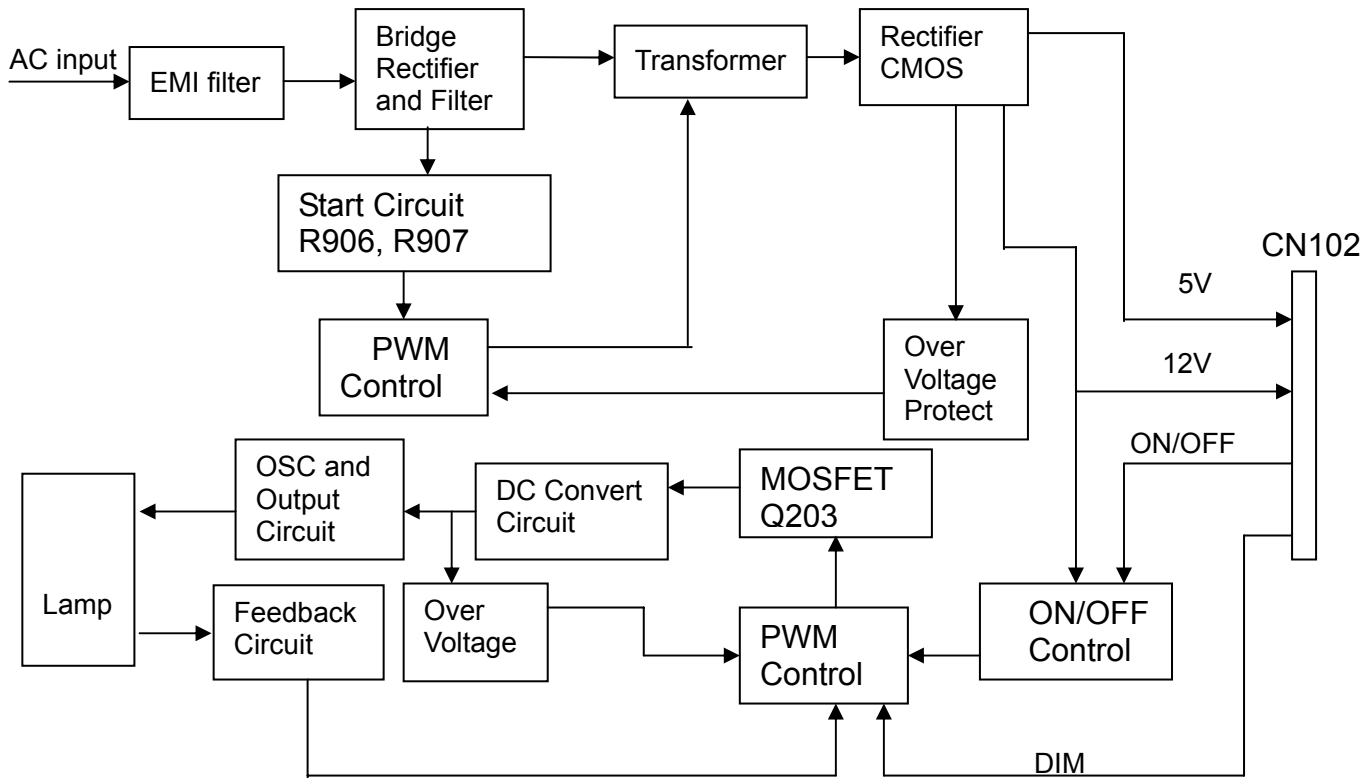 AC input
EMI filter
Bridge
Rectifier
and Filter
Transformer
Rectifier
CMOS
Start Circuit
R906, R907
CN102
5V
PWM
Control
Over
Voltage
Protect
12V
ON/OFF
OSC and
Output
Circuit
DC Convert
Circuit
MOSFET
Q203
Lamp
Feedback
Circuit
Over
Voltage
PWM
Control
ON/OFF
Control
DIM